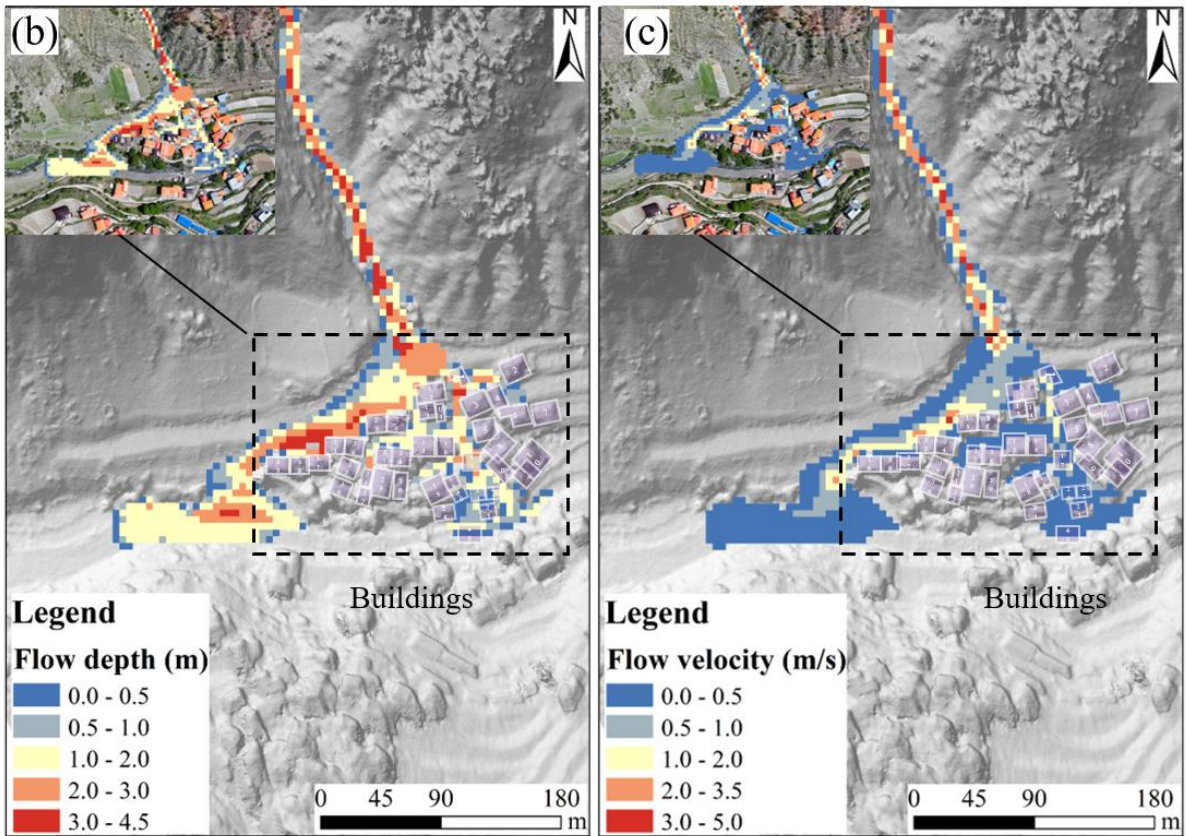 (b)
N
Buildings
Legend
Flow depth (m)
0.0 - 0.5
0.5 - 1.0
1.0 - 2.0
2.0 - 3.0
3.0 - 4.5
0 45 90 180
m
(c)
N
Buildings
Legend
Flow velocity (m/s)
0.0 - 0.5
0.5 - 1.0
1.0 - 2.0
2.0 - 3.5
3.0 - 5.0
0 45 90 180
m